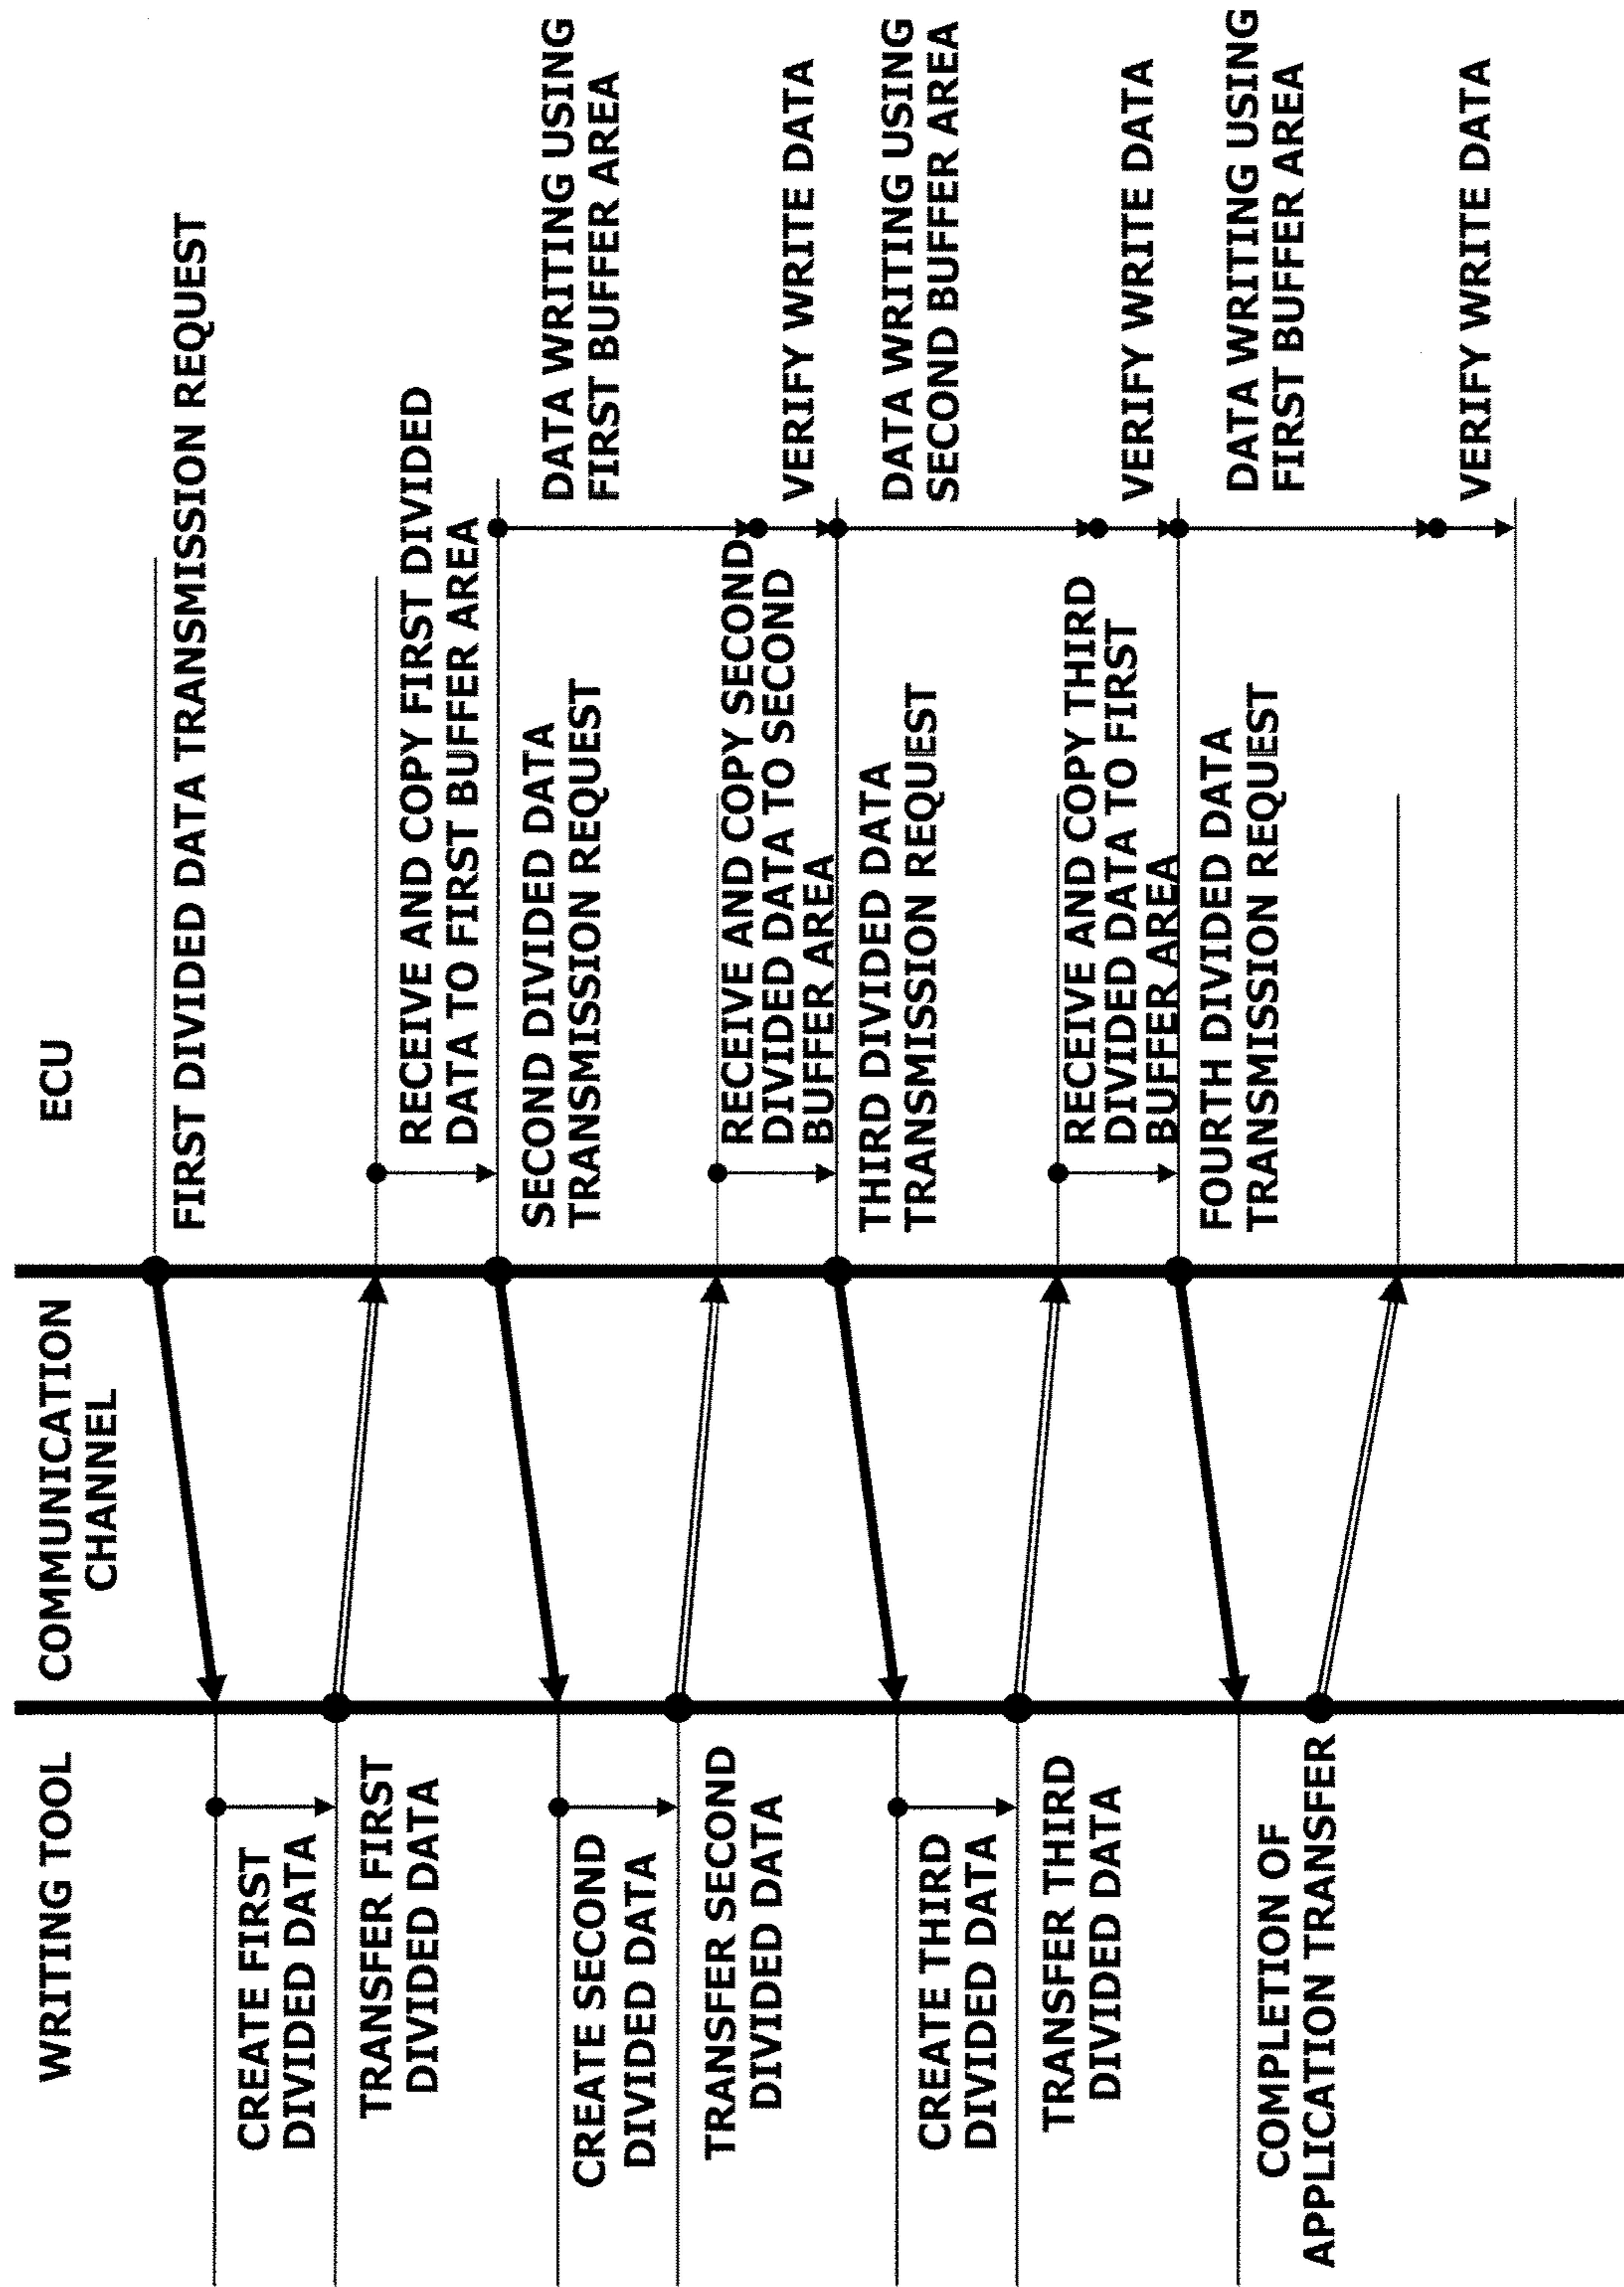 WRITING TOOL
COMMUNICATION
CHANNEL
ECU
FIRST DIVIDED DATA TRANSMISSION REQUEST
CREATE FIRST
DIVIDED DATA
TRANSFER FIRST
DIVIDED DATA
RECEIVE AND COPY FIRST DIVIDED
DATA TO FIRST BUFFER AREA
SECOND DIVIDED DATA
TRANSMISSION REQUEST
DATA WRITING USING
FIRST BUFFER AREA
CREATE SECOND
DIVIDED DATA
TRANSFER SECOND
DIVIDED DATA
RECEIVE AND COPY SECOND
DIVIDED DATA TO SECOND
BUFFER AREA
VERIFY WRITE DATA
THIRD DIVIDED DATA
TRANSMISSION REQUEST
DATA WRITING USING
SECOND BUFFER AREA
CREATE THIRD
DIVIDED DATA
TRANSFER THIRD
DIVIDED DATA
RECEIVE AND COPY THIRD
DIVIDED DATA TO FIRST
BUFFER AREA
VERIFY WRITE DATA
FOURTH DIVIDED DATA
TRANSMISSION REQUEST
DATA WRITING USING
FIRST BUFFER AREA
COMPLETION OF
APPLICATION TRANSFER
VERIFY WRITE DATA